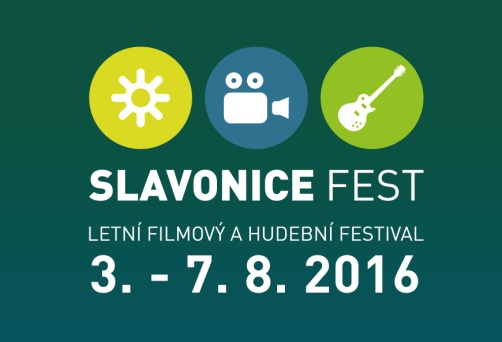 SLAVONICE FEST
LETNÍ FILMOVÝ A HUDEBNÍ FESTIVAL
3. - 7. 8. 2016